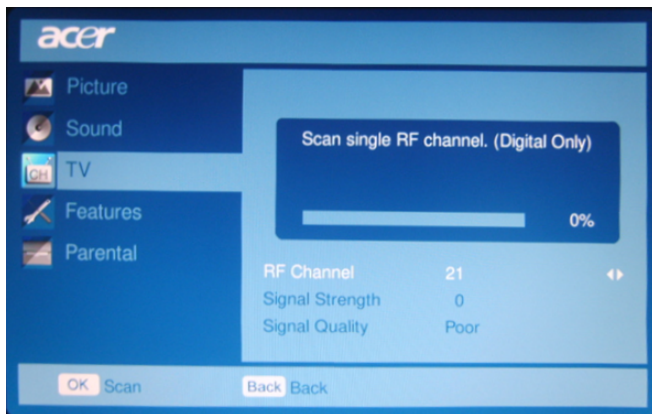 acer
Picture
Sound
CH TV
Features
Parental
Scan single RF channel. (Digital Only)
0%
RF Channel 21
Signal Strength 0
Signal Quality Poor
OK Scan Back Back